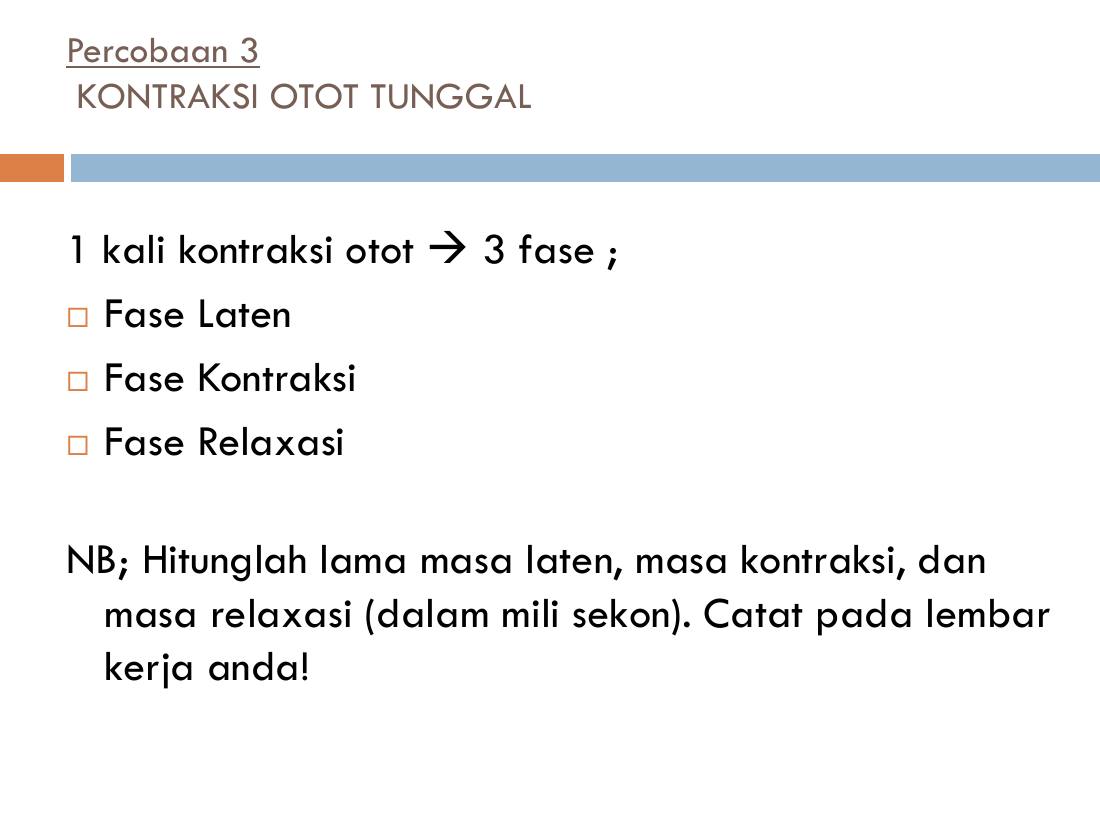 Percobaan 3
KONTRAKSI OTOT TUNGGAL
1 kali kontraksi otot → 3 fase ;
Fase Laten
Fase Kontraksi
Fase Relaxasi
NB; Hitunglah lama masa laten, masa kontraksi, dan
masa relaxasi (dalam mili sekon). Catat pada lembar
kerja anda!